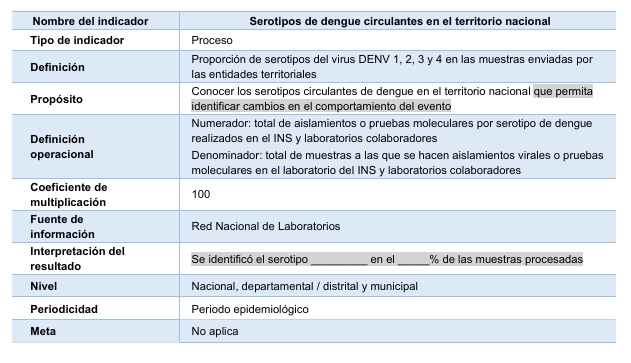 Nombre del indicador
Serotipos de dengue circulantes en el territorio nacional
Tipo de indicador
Proceso
Definición
Proporción de serotipos del virus DENV 1, 2, 3 y 4 en las muestras enviadas por
las entidades territoriales
Propósito
Conocer los serotipos circulantes de dengue en el territorio nacional que permita
identificar cambios en el comportamiento del evento
Definición
operacional
Numerador: total de aislamientos o pruebas moleculares por serotipo de dengue
realizados en el INS y laboratorios colaboradores
Denominador: total de muestras a las que se hacen aislamientos virales o pruebas
moleculares en el laboratorio del INS y laboratorios colaboradores
Coeficiente de
multiplicación
100
Fuente de
información
Red Nacional de Laboratorios
Interpretación del
resultado
Se identificó el serotipo _________ en el _____% de las muestras procesadas
Nivel
Nacional, departamental / distrital y municipal
Periodicidad
Periodo epidemiológico
Meta
No aplica